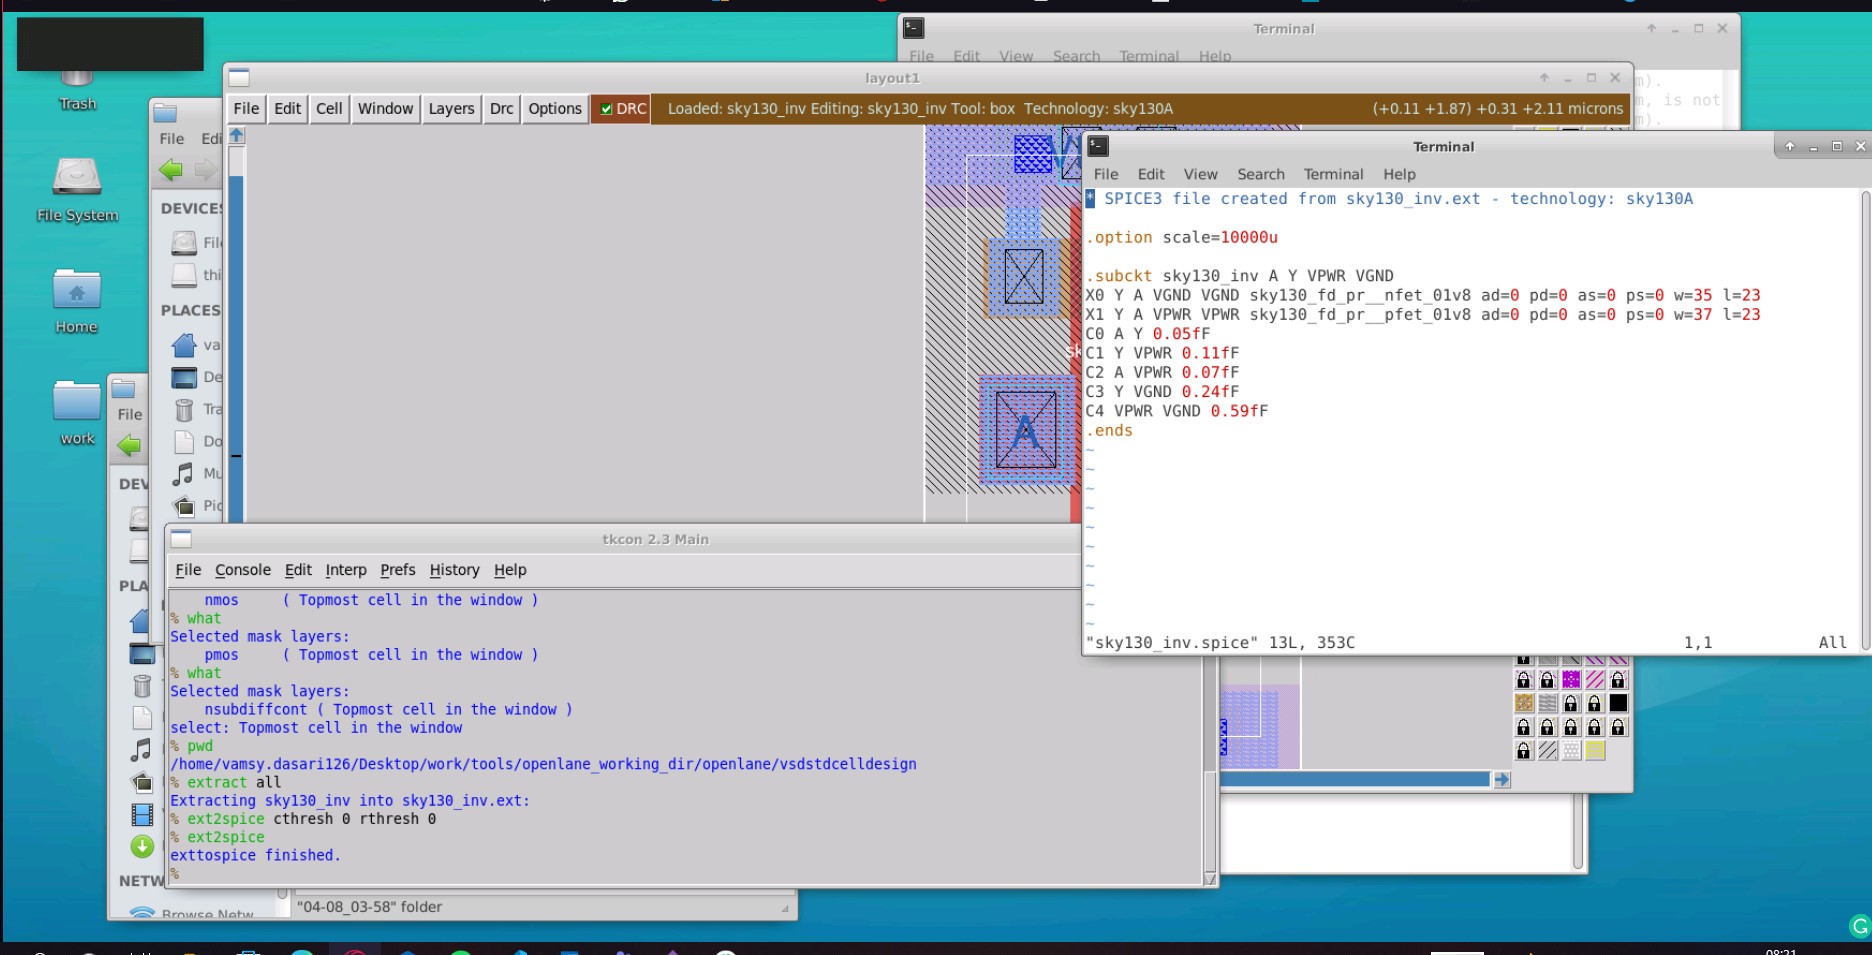 Terminal
File Edit View Search Terminal Help
m).
m, is not
m).
layout1
File Edit Cell Window Layers Drc Options DRC Loaded: sky130_inv Editing: sky130_inv Tool: box Technology: sky130A (+0.11 +1.87) +0.31 +2.11 microns
Trash
File System
Home
work
File Edi
DEVICES
Fil
thi
PLACES
va
De
Tra
Do
Mu
Pic
File
DEV
PLA
NETW
Browse Netw
"04-08_03-58" folder
A
Terminal
File Edit View Search Terminal Help
* SPICE3 file created from sky130_inv.ext - technology: sky130A
.option scale=10000u
.subckt sky130_inv A Y VPWR VGND
X0 Y A VGND VGND sky130_fd_pr__nfet_01v8 ad=0 pd=0 as=0 ps=0 w=35 l=23
X1 Y A VPWR VPWR sky130_fd_pr__pfet_01v8 ad=0 pd=0 as=0 ps=0 w=37 l=23
C0 A Y 0.05fF
C1 Y VPWR 0.11fF
C2 A VPWR 0.07fF
C3 Y VGND 0.24fF
C4 VPWR VGND 0.59fF
.ends
~
~
~
~
~
~
~
~
~
~
"sky130_inv.spice" 13L, 353C 1,1 All
tkcon 2.3 Main
File Console Edit Interp Prefs History Help
nmos ( Topmost cell in the window )
% what
Selected mask layers:
pmos ( Topmost cell in the window )
% what
Selected mask layers:
nsubdiffcont ( Topmost cell in the window )
select: Topmost cell in the window
% pwd
/home/vamsy.dasari126/Desktop/work/tools/openlane_working_dir/openlane/vsdstdcelldesign
% extract all
Extracting sky130_inv into sky130_inv.ext:
% ext2spice cthresh 0 rthresh 0
% ext2spice
exttospice finished.
%
08:21